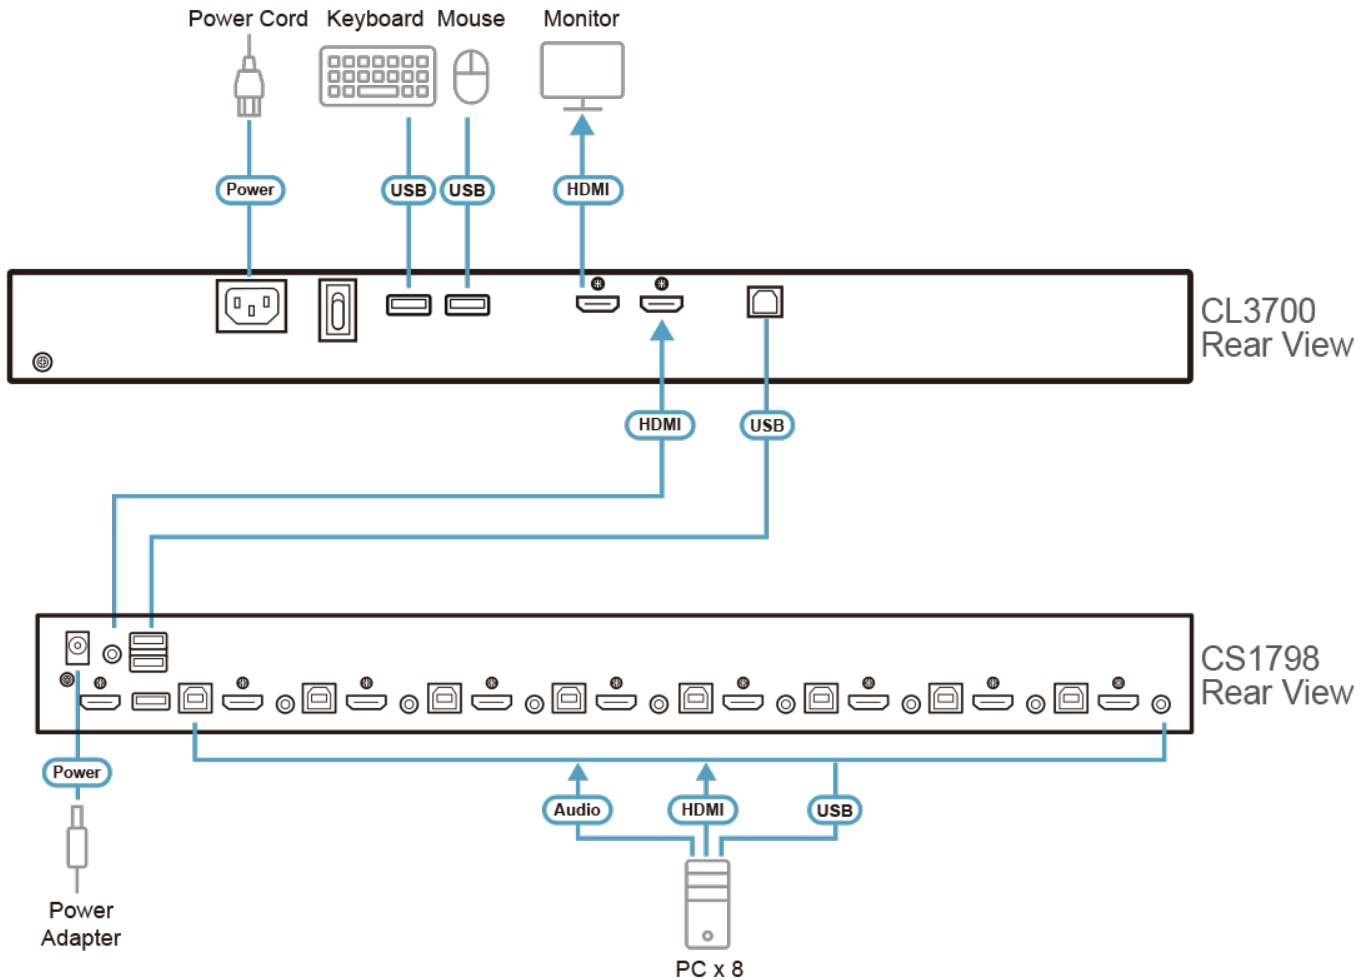 Power Cord Keyboard Mouse Monitor
Power USB USB HDMI
CL3700
Rear View
HDMI USB
CS1798
Rear View
Power
Audio HDMI USB
Power
Adapter
PC x 8